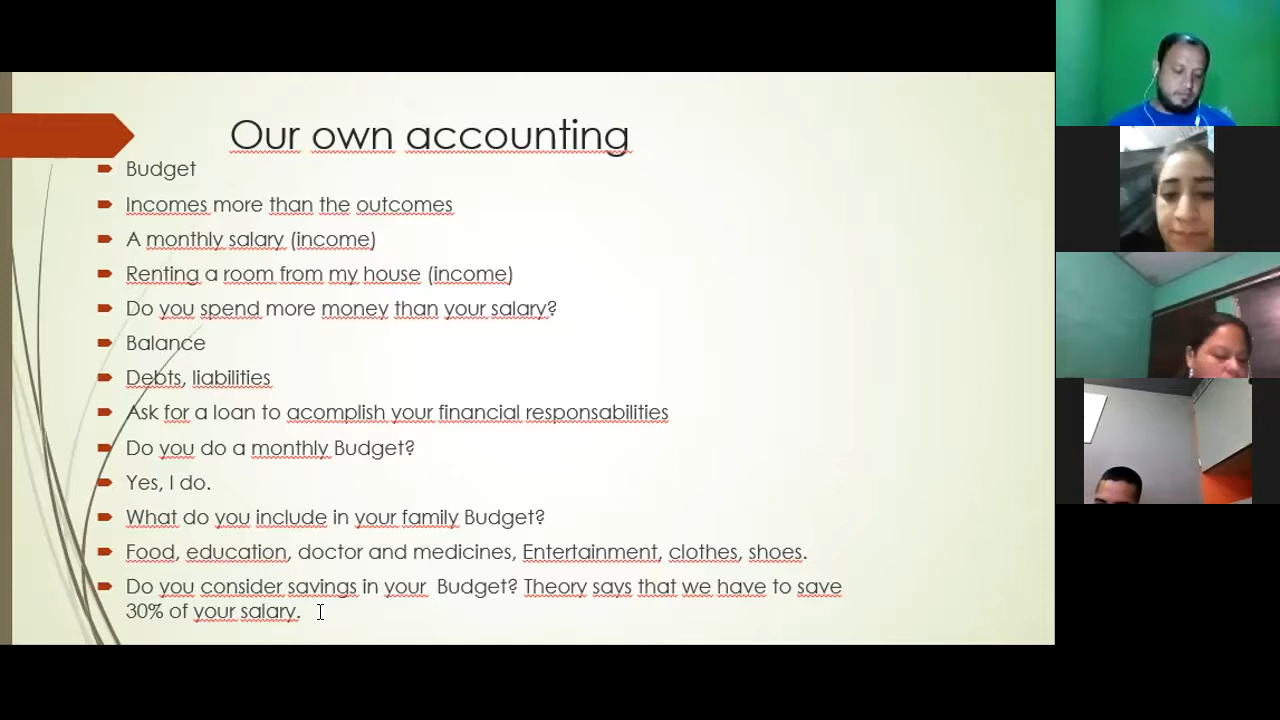 Our own accounting
Budget
Incomes more than the outcomes
A monthly salary (income)
Renting a room from my house (income)
Do you spend more money than your salary?
Balance
Debts, liabilities
Ask for a loan to acomplish your financial responsabilities
Do you do a monthly Budget?
Yes, I do.
What do you include in your family Budget?
Food, education, doctor and medicines, Entertainment, clothes, shoes.
Do you consider savings in your Budget? Theory says that we have to save
30% of your salary.